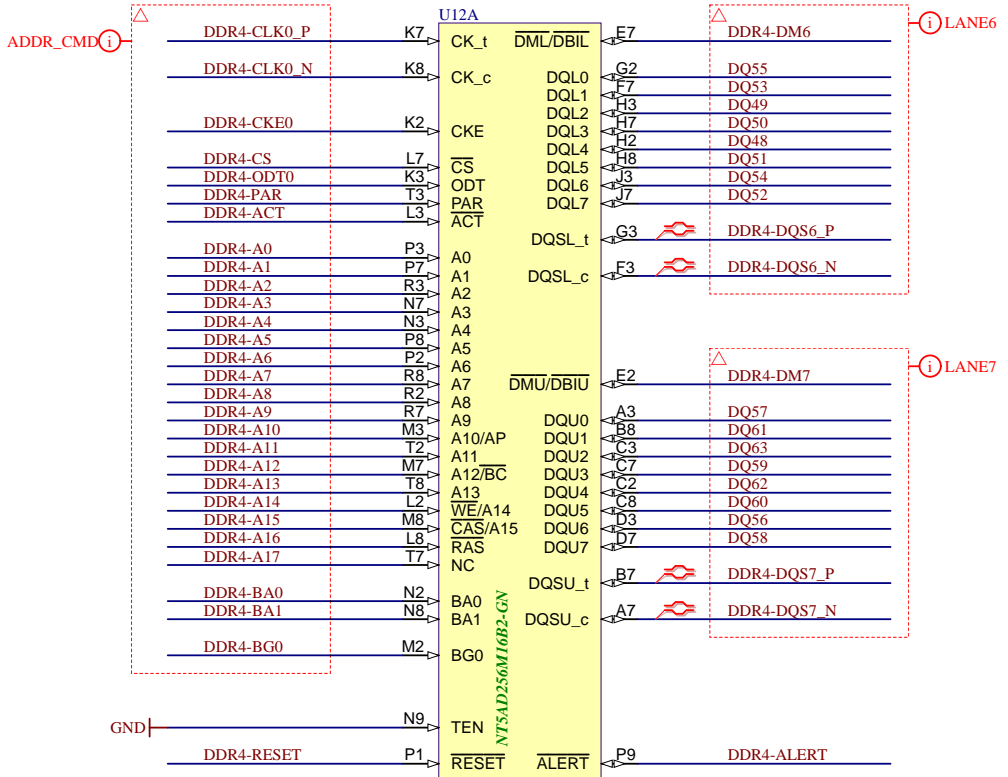 U12A
ADDR_CMD i
DDR4-CLK0_P K7 CK_t
DDR4-CLK0_N K8 CK_c
DDR4-CKE0 K2 CKE
DDR4-CS L7 CS
DDR4-ODT0 K3 ODT
DDR4-PAR T3 PAR
DDR4-ACT L3 ACT
DDR4-A0 P3 A0
DDR4-A1 P7 A1
DDR4-A2 R3 A2
DDR4-A3 N7 A3
DDR4-A4 N3 A4
DDR4-A5 P8 A5
DDR4-A6 P2 A6
DDR4-A7 R8 A7
DDR4-A8 R2 A8
DDR4-A9 R7 A9
DDR4-A10 M3 A10/AP
DDR4-A11 T2 A11
DDR4-A12 M7 A12/BC
DDR4-A13 T8 A13
DDR4-A14 L2 WE/A14
DDR4-A15 M8 CAS/A15
DDR4-A16 L8 RAS
DDR4-A17 T7 NC
DDR4-BA0 N2 BA0
DDR4-BA1 N8 BA1
DDR4-BG0 M2 BG0
GND N9 TEN
DDR4-RESET P1 RESET
NT5AD256M16B2-GN
i LANE6
DML/DBIL E7 DDR4-DM6
DQL0 G2 DQ55
DQL1 F7 DQ53
DQL2 H3 DQ49
DQL3 H7 DQ50
DQL4 H2 DQ48
DQL5 H8 DQ51
DQL6 J3 DQ54
DQL7 J7 DQ52
DQSL_t G3 DDR4-DQS6_P
DQSL_c F3 DDR4-DQS6_N
i LANE7
DMU/DBIU E2 DDR4-DM7
DQU0 A3 DQ57
DQU1 B8 DQ61
DQU2 C3 DQ63
DQU3 C7 DQ59
DQU4 C2 DQ62
DQU5 C8 DQ60
DQU6 D3 DQ56
DQU7 D7 DQ58
DQSU_t B7 DDR4-DQS7_P
DQSU_c A7 DDR4-DQS7_N
ALERT P9 DDR4-ALERT